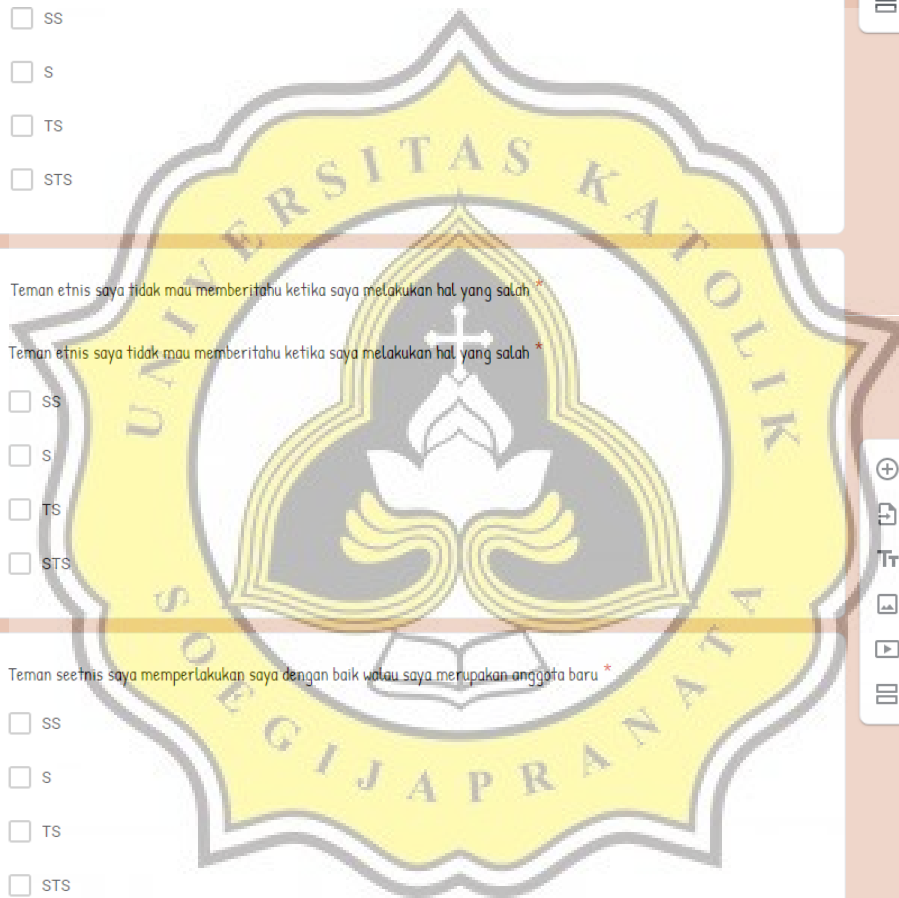 SS
S
TS
STS
Teman etnis saya tidak mau memberitahu ketika saya melakukan hal yang salah *
Teman etnis saya tidak mau memberitahu ketika saya melakukan hal yang salah *
SS
S
TS
STS
Teman seetnis saya memperlakukan saya dengan baik walau saya merupakan anggota baru *
SS
S
TS
STS
UNIVERSITAS KATOLIK
SOEGIJAPRANATA
Tт